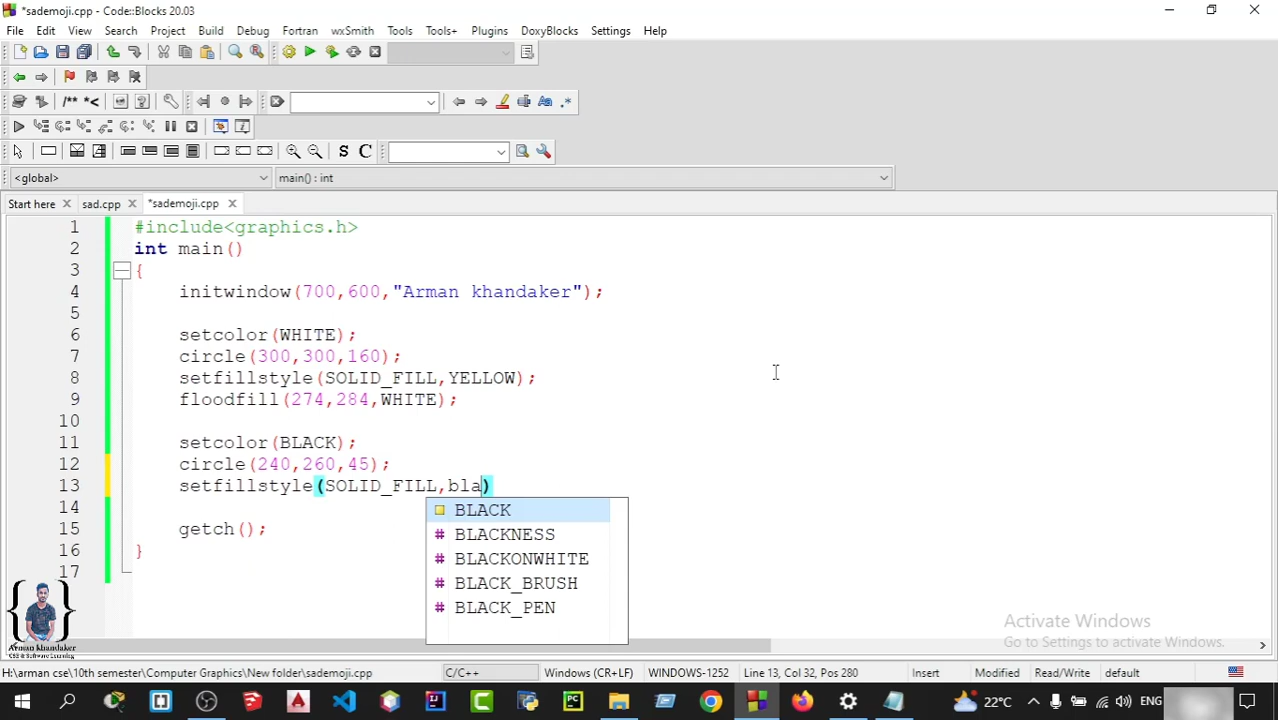 *sademoji.cpp - Code::Blocks 20.03
File Edit View Search Project Build Debug Fortran wxSmith Tools Tools+ Plugins DoxyBlocks Settings Help
/** *<
S C
<global> main() : int
Start here sad.cpp *sademoji.cpp
1 #include<graphics.h>
2 int main()
3 {
4 initwindow(700,600,"Arman khandaker");
5
6 setcolor(WHITE);
7 circle(300,300,160);
8 setfillstyle(SOLID_FILL,YELLOW);
9 floodfill(274,284,WHITE);
10
11 setcolor(BLACK);
12 circle(240,260,45);
13 setfillstyle(SOLID_FILL,bla)
14 BLACK
BLACKNESS
15 getch();
BLACKONWHITE
16 }
17
BLACK_BRUSH
BLACK_PEN
Arman khandaker
CSE & Software Learning
Activate Windows
Go to Settings to activate Windows.
H:\arman cse\10th semester\Computer Graphics\New folder\sademoji.cpp C/C++ Windows (CR+LF) WINDOWS-1252 Line 13, Col 32, Pos 280 Insert Modified Read/Write default
22°C ENG